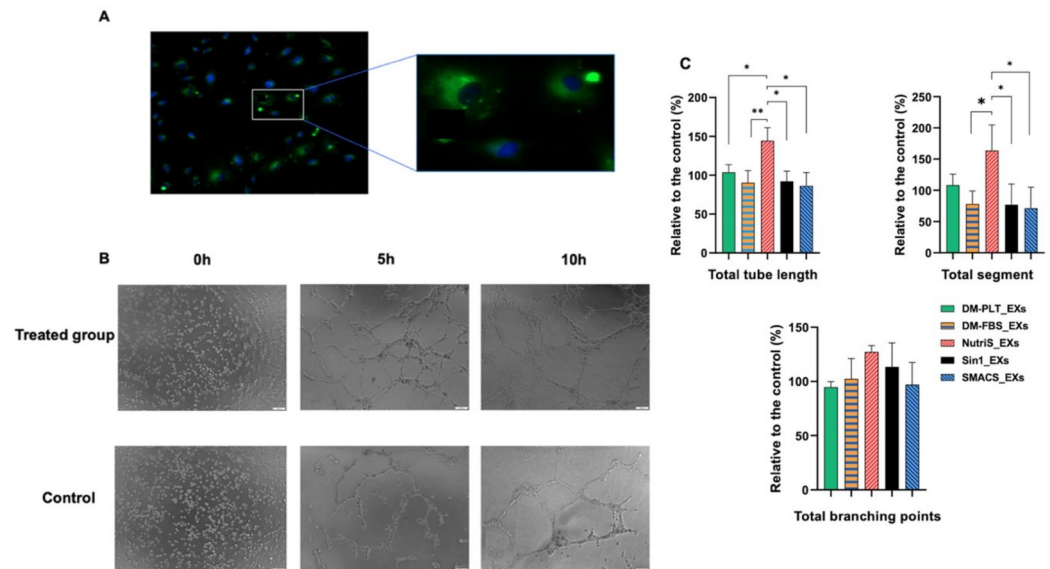 A
B
0h
5h
10h
Treated group
Control
C
Relative to the control (%)
200
150
100
50
0
*
**
*
*
Total tube length
Relative to the control (%)
250
200
150
100
50
0
*
*
*
Total segment
Relative to the control (%)
150
100
50
0
Total branching points
DM-PLT_EXs
DM-FBS_EXs
NutriS_EXs
Sin1_EXs
SMACS_EXs